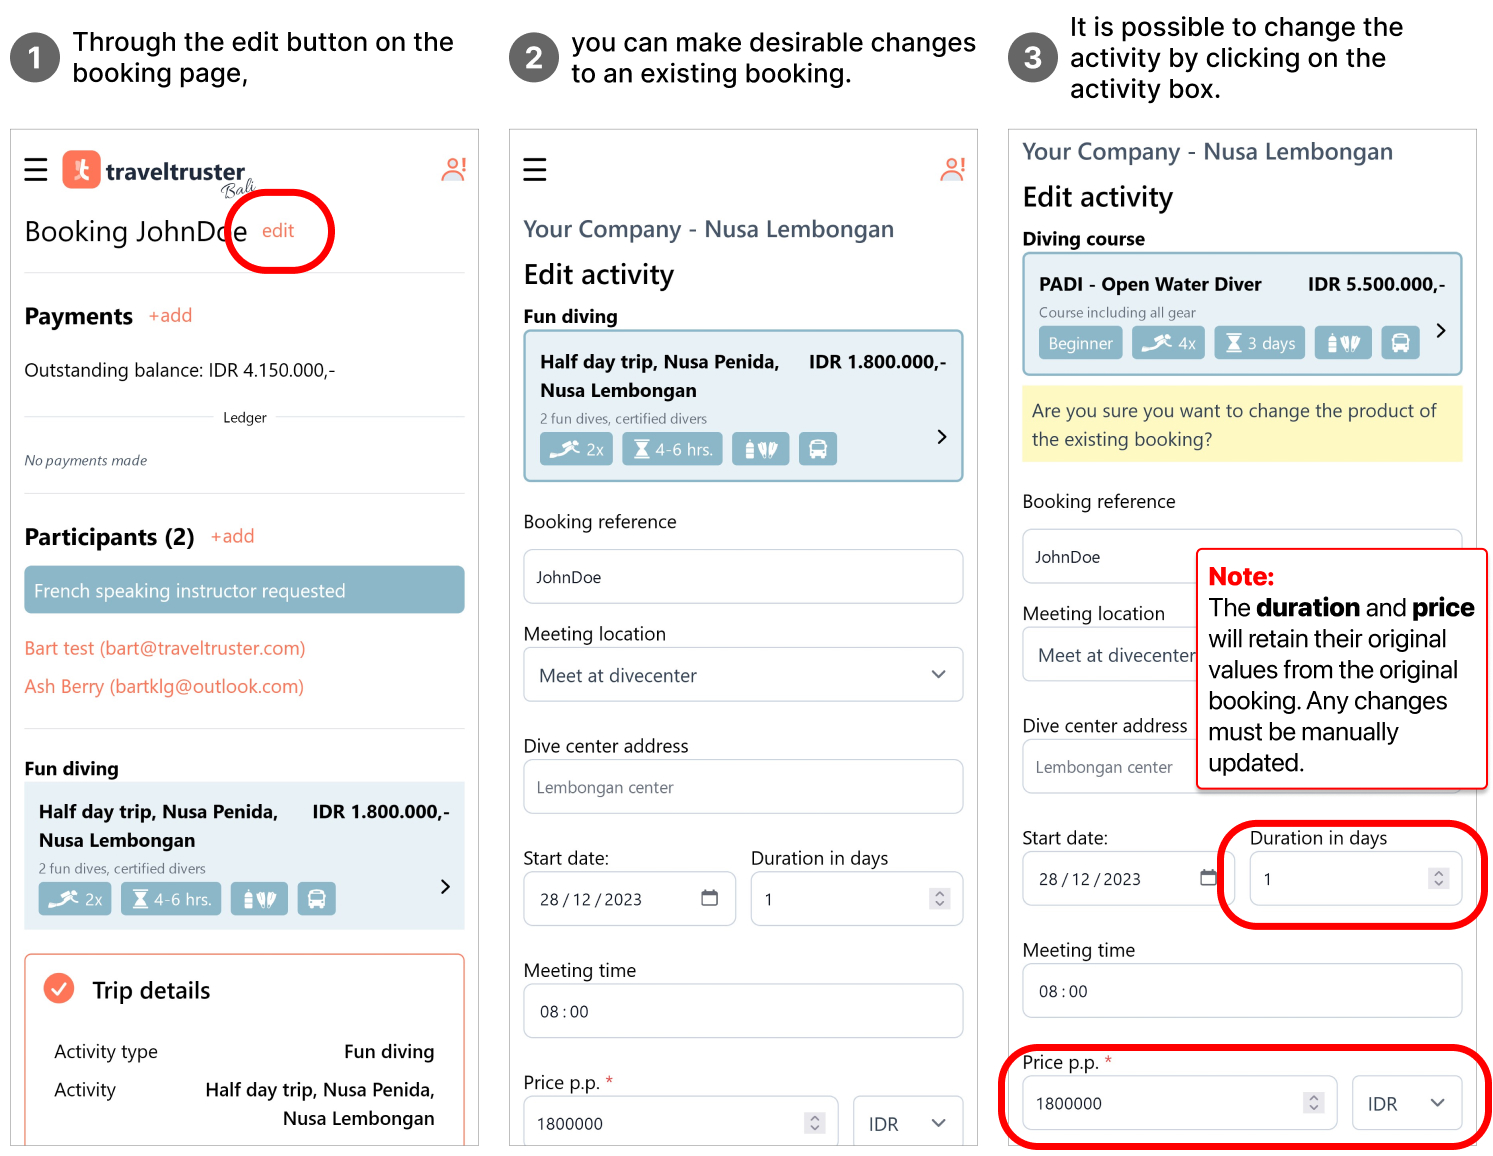 1 Through the edit button on the
booking page,
traveltruster
Bali
Booking JohnDoe edit
Payments +add
Outstanding balance: IDR 4.150.000,-
Ledger
No payments made
Participants (2) +add
French speaking instructor requested
Bart test (bart@traveltruster.com)
Ash Berry (bartklg@outlook.com)
Fun diving
Half day trip, Nusa Penida, IDR 1.800.000,-
Nusa Lembongan
2 fun dives, certified divers
2x 4-6 hrs.
Trip details
Activity type Fun diving
Activity Half day trip, Nusa Penida,
Nusa Lembongan
2 you can make desirable changes
to an existing booking.
Your Company - Nusa Lembongan
Edit activity
Fun diving
Half day trip, Nusa Penida, IDR 1.800.000,-
Nusa Lembongan
2 fun dives, certified divers
2x 4-6 hrs.
Booking reference
JohnDoe
Meeting location
Meet at divecenter
Dive center address
Lembongan center
Start date: Duration in days
28/12/2023 1
Meeting time
08:00
Price p.p. *
1800000 IDR
3 It is possible to change the
activity by clicking on the
activity box.
Your Company - Nusa Lembongan
Edit activity
Diving course
PADI - Open Water Diver IDR 5.500.000,-
Course including all gear
Beginner 4x 3 days
Are you sure you want to change the product of
the existing booking?
Booking reference
JohnDoe
Meeting location
Meet at divecenter
Dive center address
Lembongan center
Note:
The duration and price
will retain their original
values from the original
booking. Any changes
must be manually
updated.
Start date: Duration in days
28/12/2023 1
Meeting time
08:00
Price p.p. *
1800000 IDR